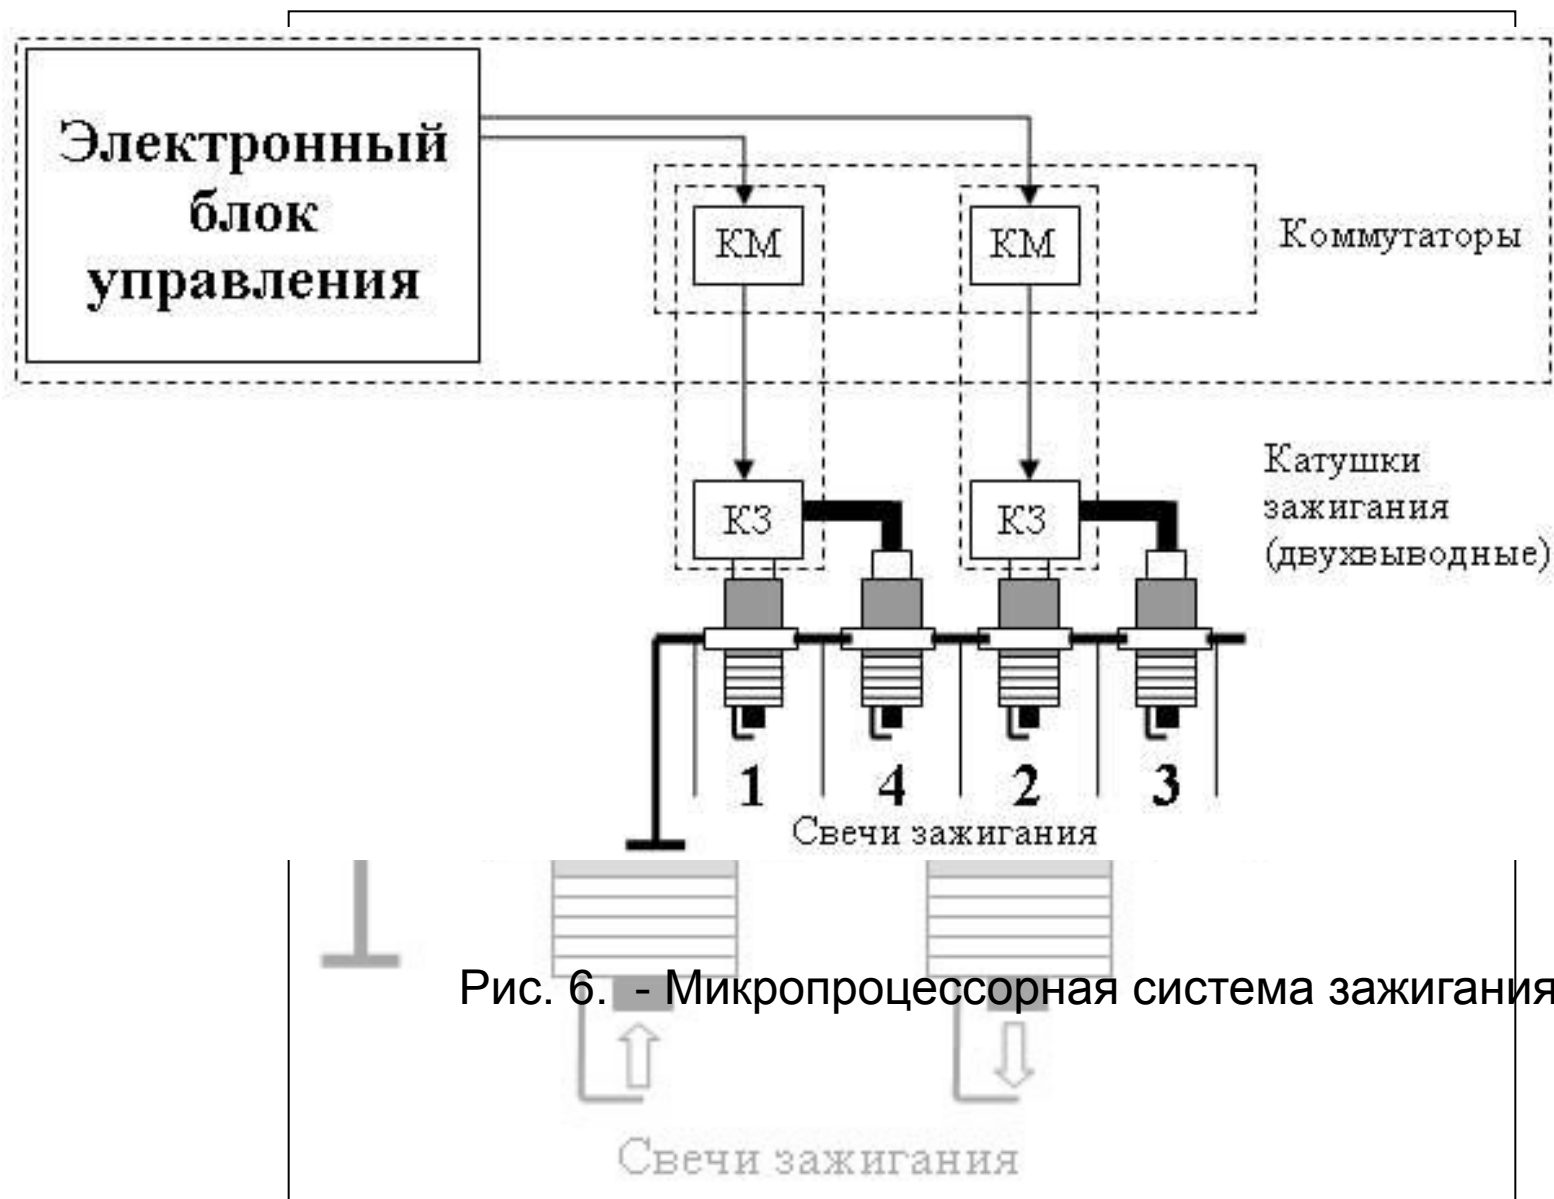 Электронный
блок
управления
КМ
КМ
Коммутаторы
КЗ
КЗ
Катушки
зажигания
(двухвыводные)
1 4 2 3
Свечи зажигания
Рис. 6. - Микропроцессорная система зажигания
Свечи зажигания